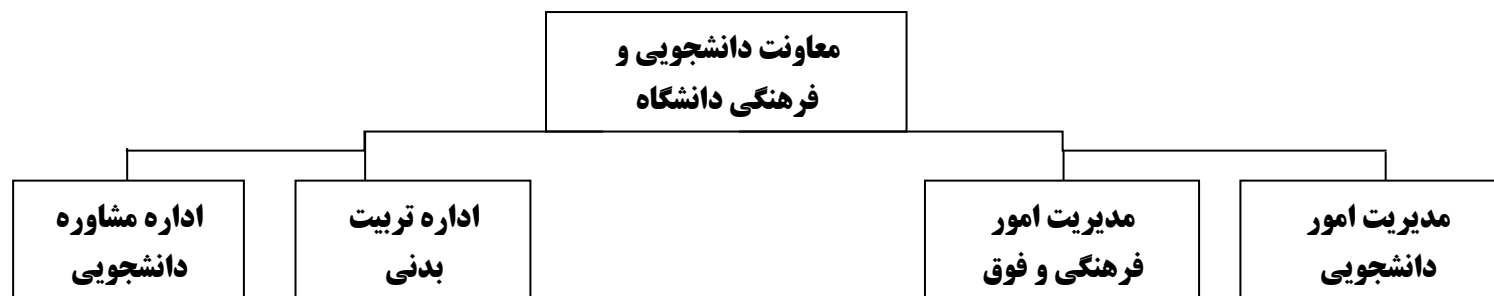 معاونت دانشجویی و
فرهنگی دانشگاه
مدیریت امور
دانشجویی
مدیریت امور
فرهنگی و فوق
اداره تربیت
بدنی
اداره مشاوره
دانشجویی